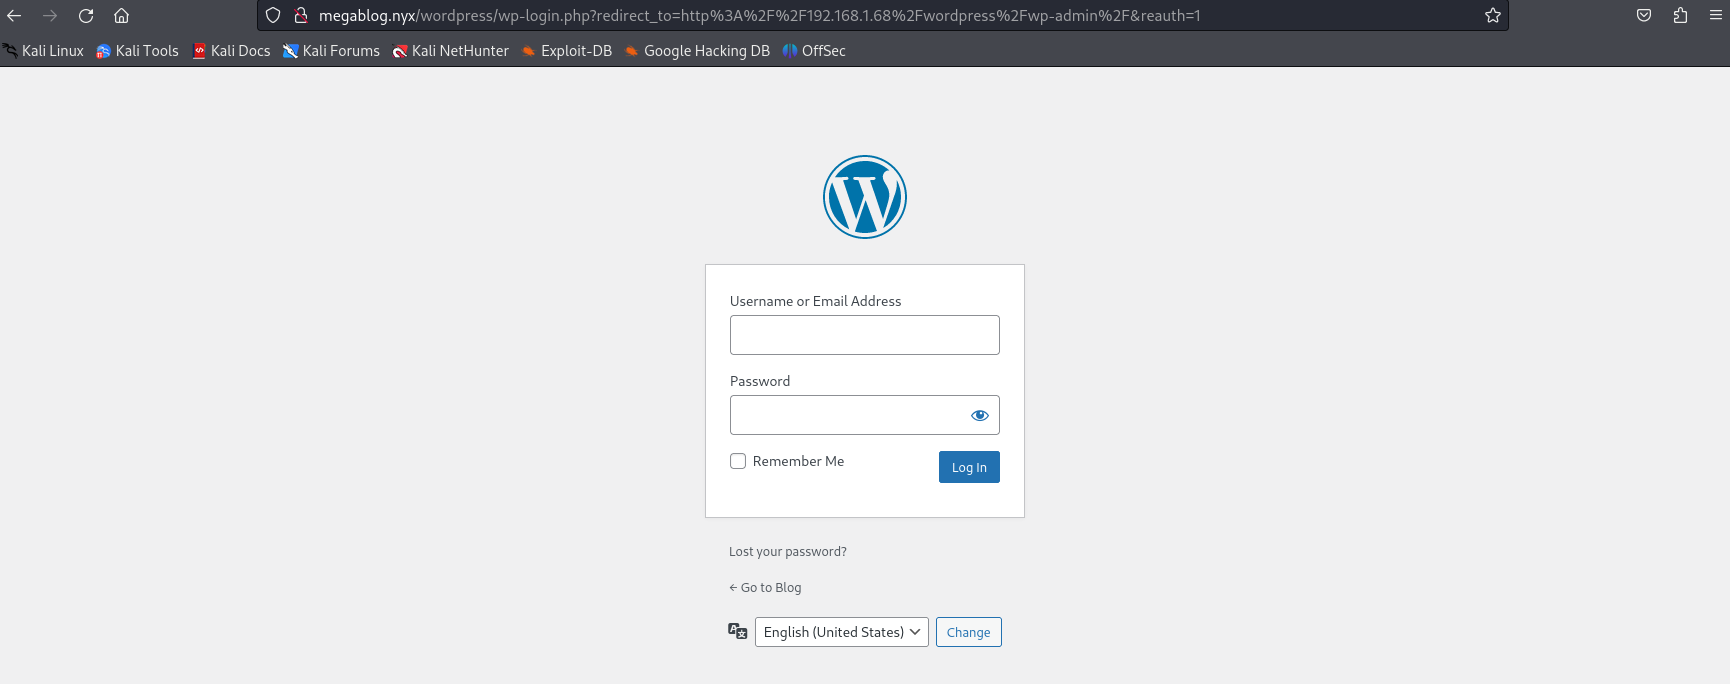 megablog.nyx/wordpress/wp-login.php?redirect_to=http%3A%2F%2F192.168.1.68%2Fwordpress%2Fwp-admin%2F&reauth=1
Kali Linux Kali Tools Kali Docs Kali Forums Kali NetHunter Exploit-DB Google Hacking DB OffSec
Username or Email Address
Password
Remember Me Log In
Lost your password?
← Go to Blog
English (United States) Change